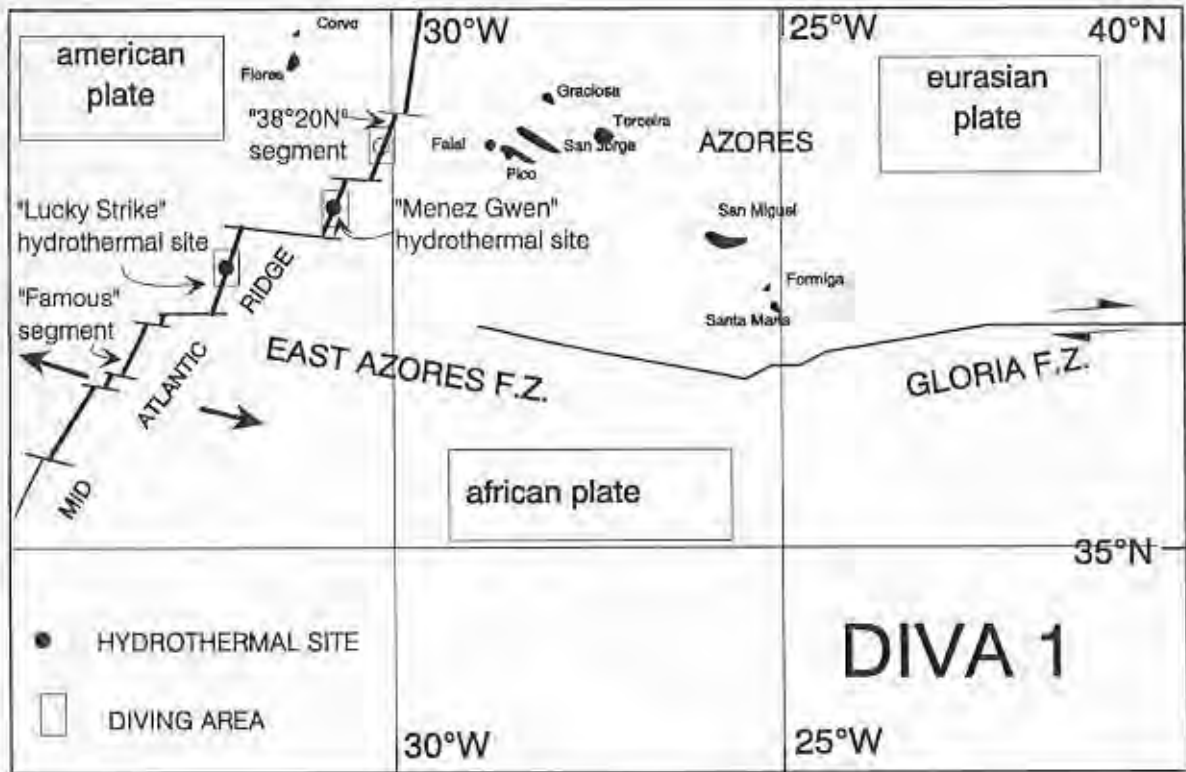 Corvo
30°W
25°W
40°N
american
plate
Flores
eurasian
plate
Graciosa
"38°20N"
segment
Terceira
Faial
San Jorge
AZORES
Pico
"Lucky Strike"
hydrothermal site
"Menez Gwen"
hydrothermal site
San Miguel
"Famous"
segment
Formiga
Santa Maria
MID
ATLANTIC
RIDGE
EAST AZORES F.Z.
GLORIA F.Z.
african plate
35°N
HYDROTHERMAL SITE
DIVING AREA
DIVA 1
30°W
25°W